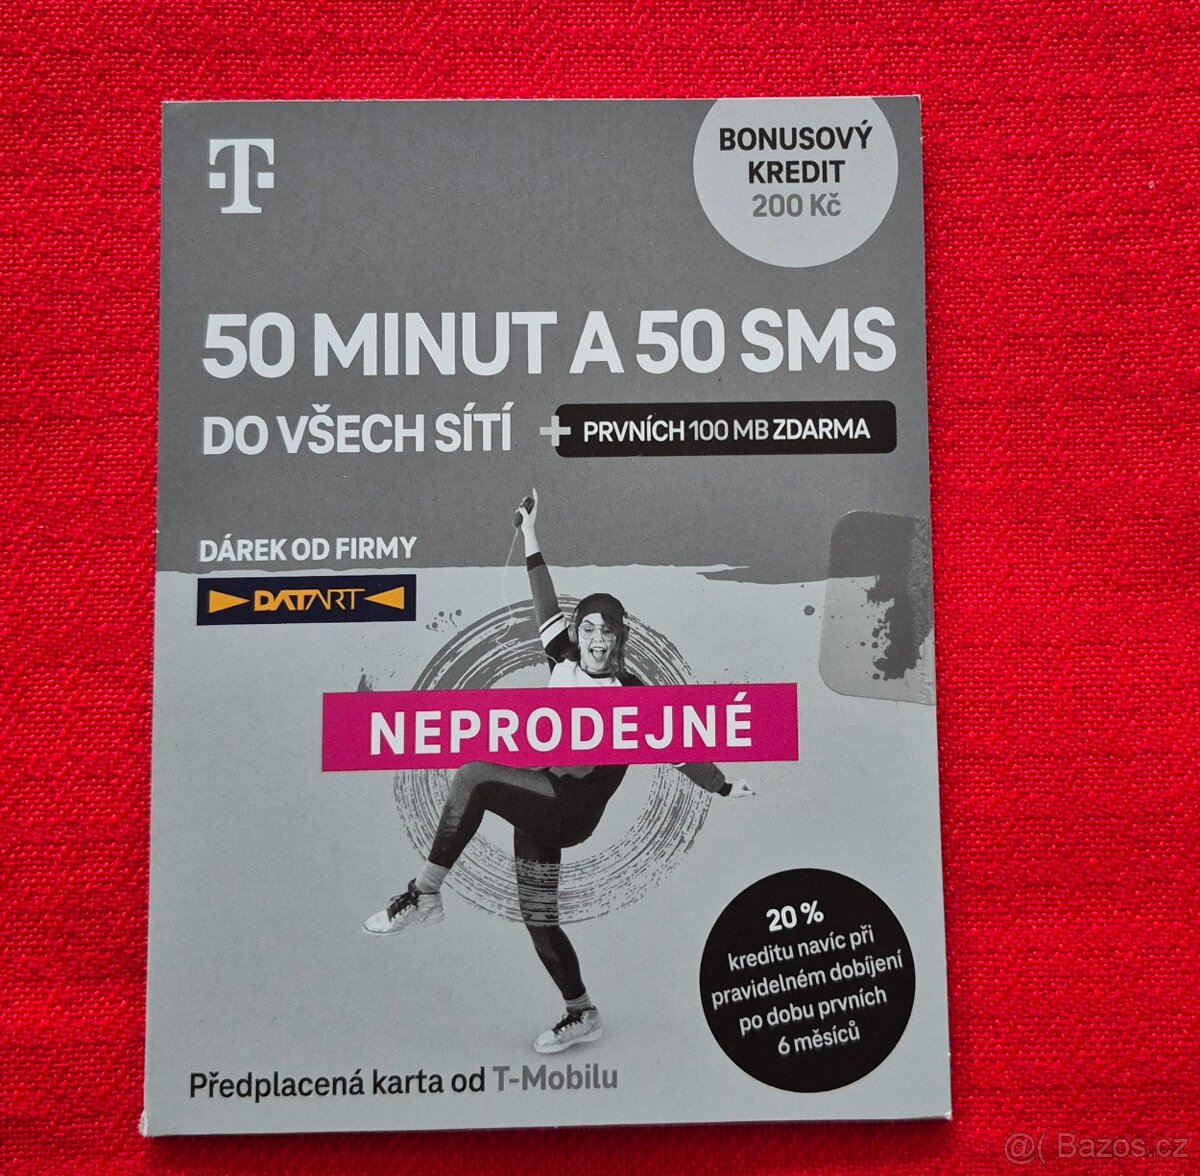 T
BONUSOVÝ
KREDIT
200 Kč
50 MINUT A 50 SMS
DO VŠECH SÍTÍ + PRVNÍCH 100 MB ZDARMA
DÁREK OD FIRMY
DATART
NEPRODEJNÉ
20 %
kreditu navíc při
pravidelném dobíjení
po dobu prvních
6 měsíců
Předplacená karta od T-Mobilu
@( Bazos.cz